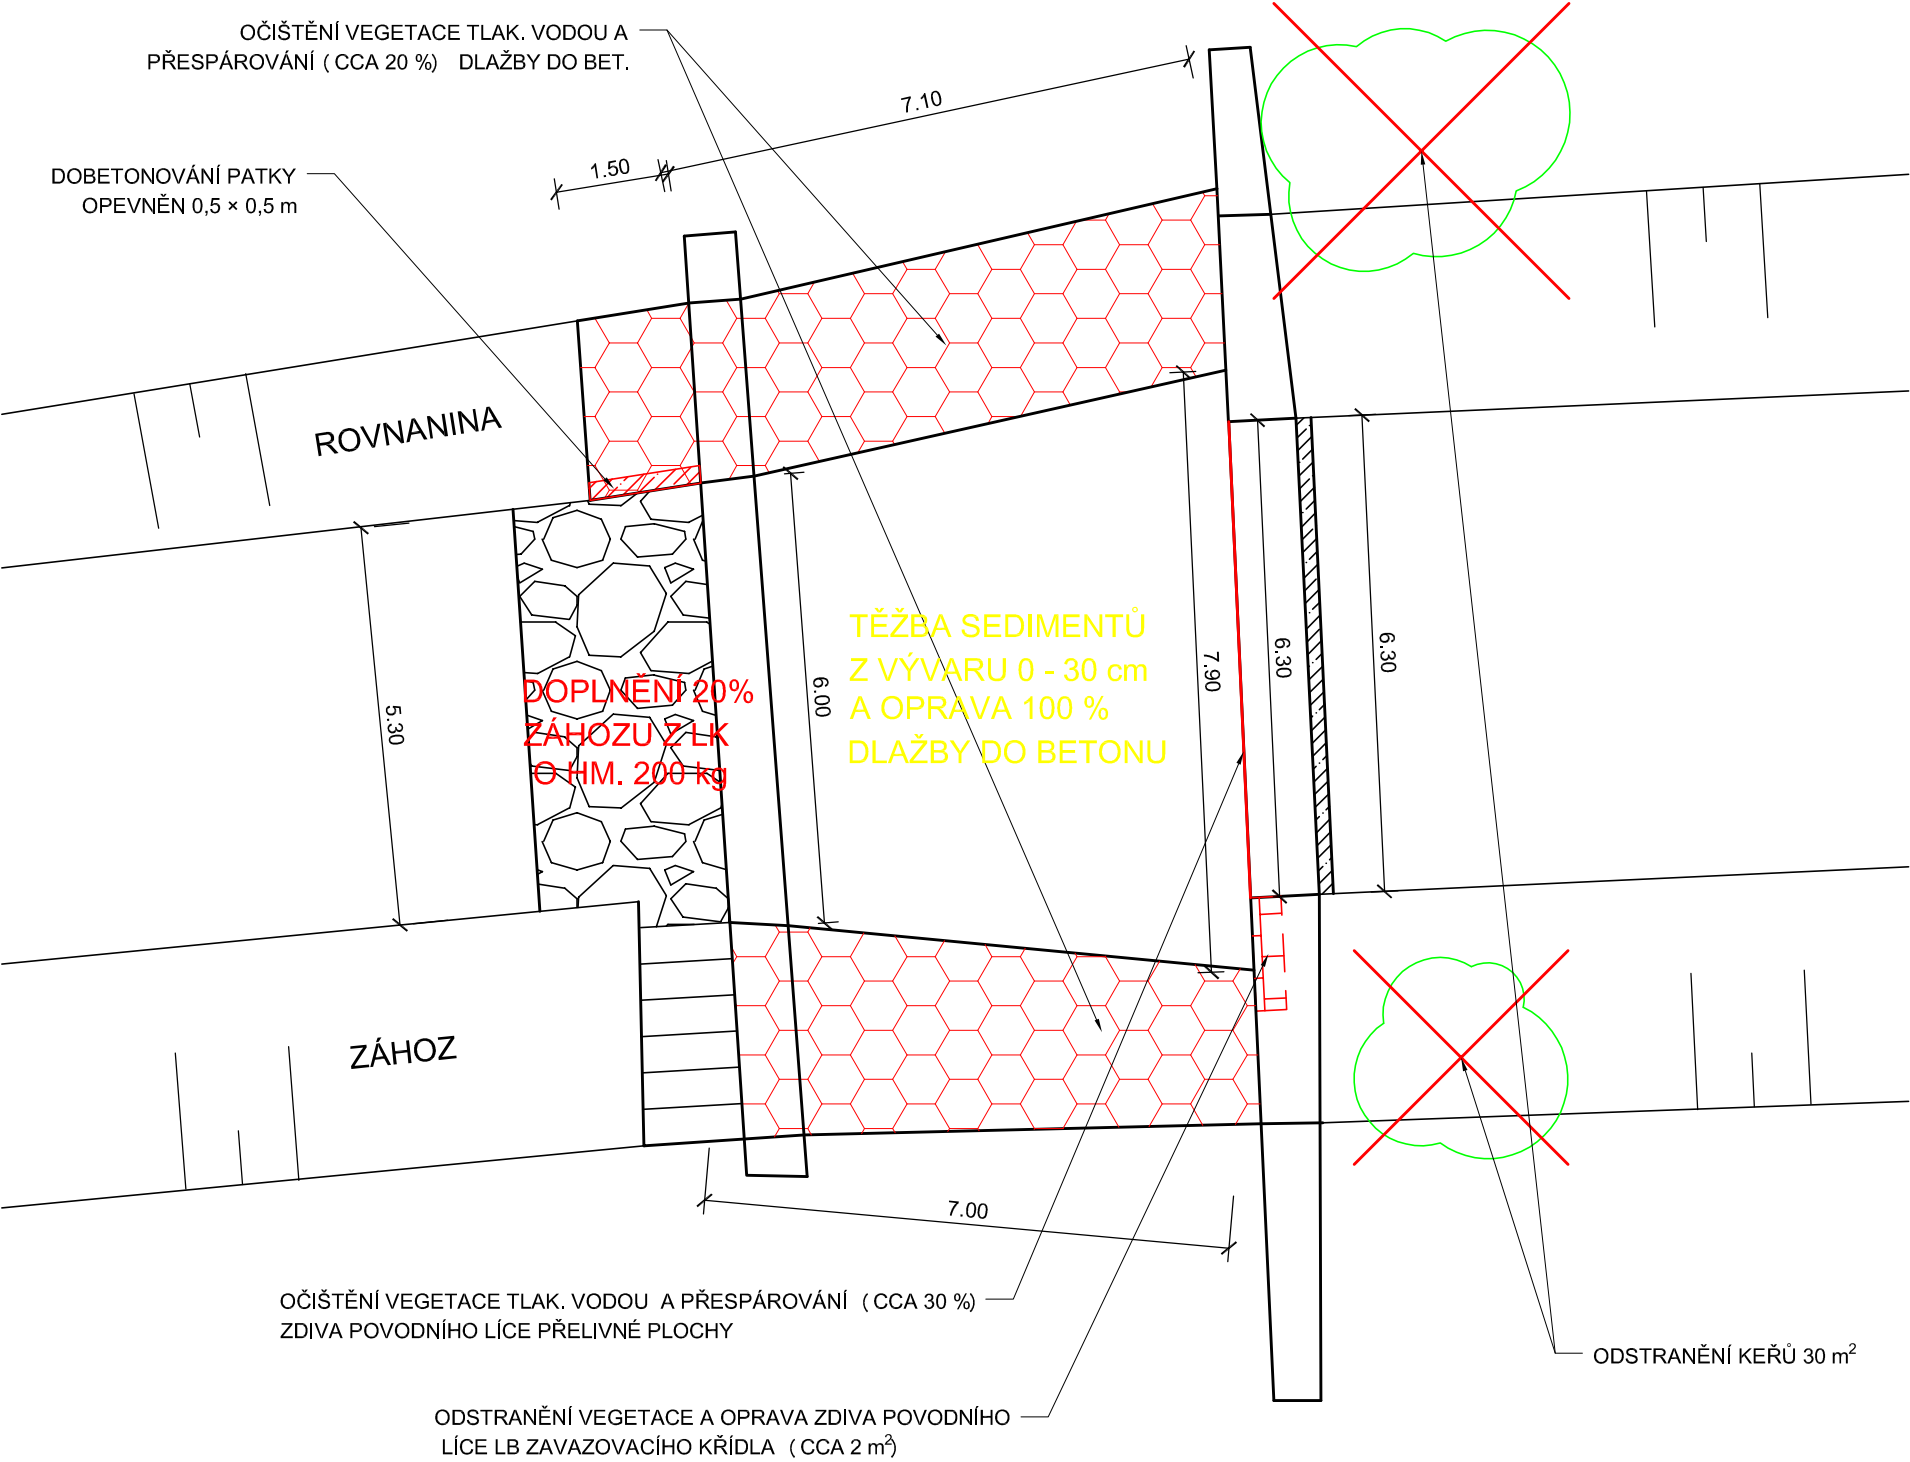 OČIŠTĚNÍ VEGETACE TLAK. VODOU A
PŘESPÁROVÁNÍ ( CCA 20 %) DLAŽBY DO BET.
7.10
1.50
DOBETONOVÁNÍ PATKY
OPEVNĚN 0,5 × 0,5 m
ROVNANINA
TĚŽBA SEDIMENTŮ
Z VÝVARU 0 - 30 cm
A OPRAVA 100 %
DLAŽBY DO BETONU
DOPLNĚNÍ 20%
ZÁHOZU Z LK
O HM. 200 kg
5.30
6.00
7.90
6.30
6.30
ZÁHOZ
7.00
OČIŠTĚNÍ VEGETACE TLAK. VODOU A PŘESPÁROVÁNÍ ( CCA 30 %)
ZDIVA POVODNÍHO LÍCE PŘELIVNÉ PLOCHY
ODSTRANĚNÍ KEŘŮ 30 m²
ODSTRANĚNÍ VEGETACE A OPRAVA ZDIVA POVODNÍHO
LÍCE LB ZAVAZOVACÍHO KŘÍDLA ( CCA 2 m²)